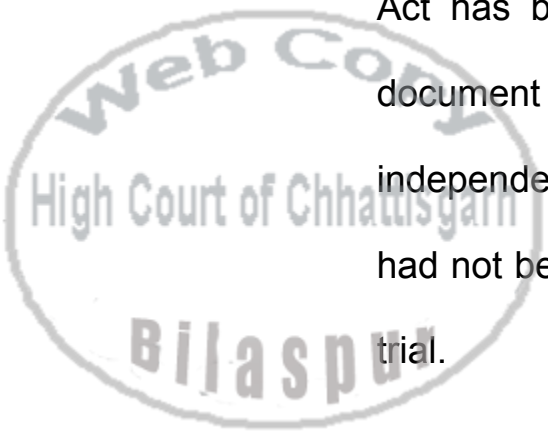 Act has b
Web Copy
document
High Court of Chhattisgarh
independe
had not be
Bilaspur
trial.